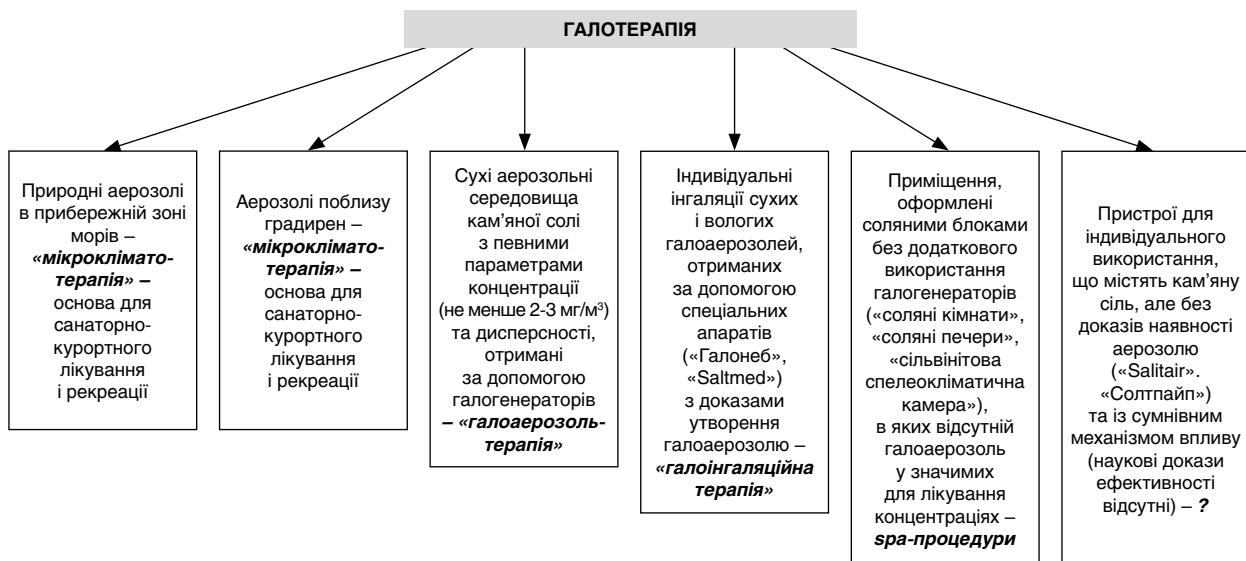 ГАЛОТЕРАПІЯ
Природні аерозолі
в прибережній зоні
морів –
«мікроклімато-
терапія» –
основа для
санаторно-
курортного
лікування
і рекреації
Аерозолі поблизу
градирен –
«мікроклімато-
терапія» –
основа для
санаторно-
курортного
лікування
і рекреації
Сухі аерозольні
середовища
кам’яної солі
з певними
параметрами
концентрації
(не менше 2-3 мг/м³)
та дисперсності,
отримані
за допомогою
галогенераторів
– «галоаерозоль-
терапія»
Індивідуальні
інгаляції сухих
і вологих
галоаерозолей,
отриманих
за допомогою
спеціальних
апаратів
(«Галонеб»,
«Saltmed»)
з доказами
утворення
галоаерозолю –
«галоінгаляційна
терапія»
Приміщення,
оформлені
соляними блоками
без додаткового
використання
галогенераторів
(«соляні кімнати»,
«соляні печери»,
«сільвінітова
спелеокліматична
камера»),
в яких відсутній
галоаерозоль
у значимих
для лікування
концентраціях –
spa-процедури
Пристрої для
індивідуального
використання,
що містять кам’яну
сіль, але без
доказів наявності
аерозолю
(«Salitair».
«Солтпайп»)
та із сумнівним
механізмом впливу
(наукові докази
ефективності
відсутні) – ?